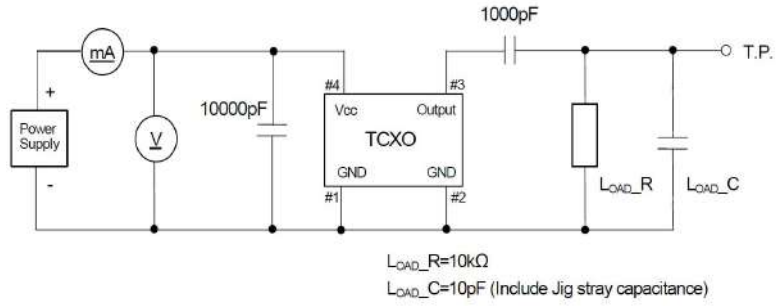 1000pF
mA
T.P.
#4
#3
+
10000pF
Vcc
Output
Power
Supply
V
TCXO
GND
GND
-
LOAD_R
LOAD_C
#1
#2
LOAD_R=10kΩ
LOAD_C=10pF (Include Jig stray capacitance)